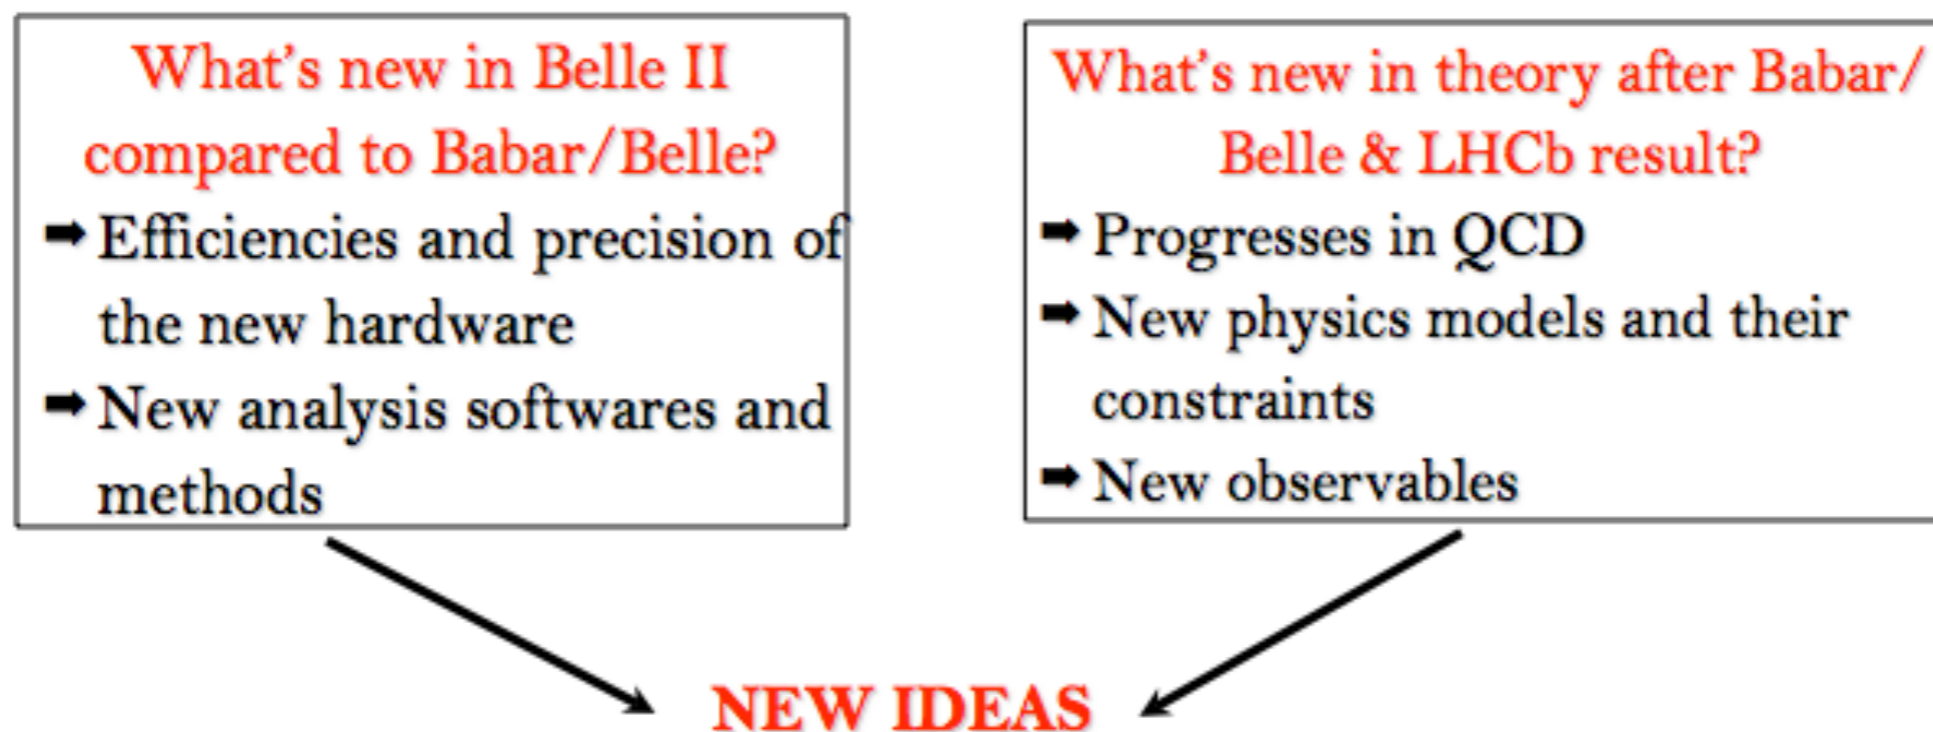 What's new in Belle II
compared to Babar/Belle?
➡ Efficiencies and precision of
the new hardware
➡ New analysis softwares and
methods
What's new in theory after Babar/
Belle & LHCb result?
➡ Progresses in QCD
➡ New physics models and their
constraints
➡ New observables
NEW IDEAS